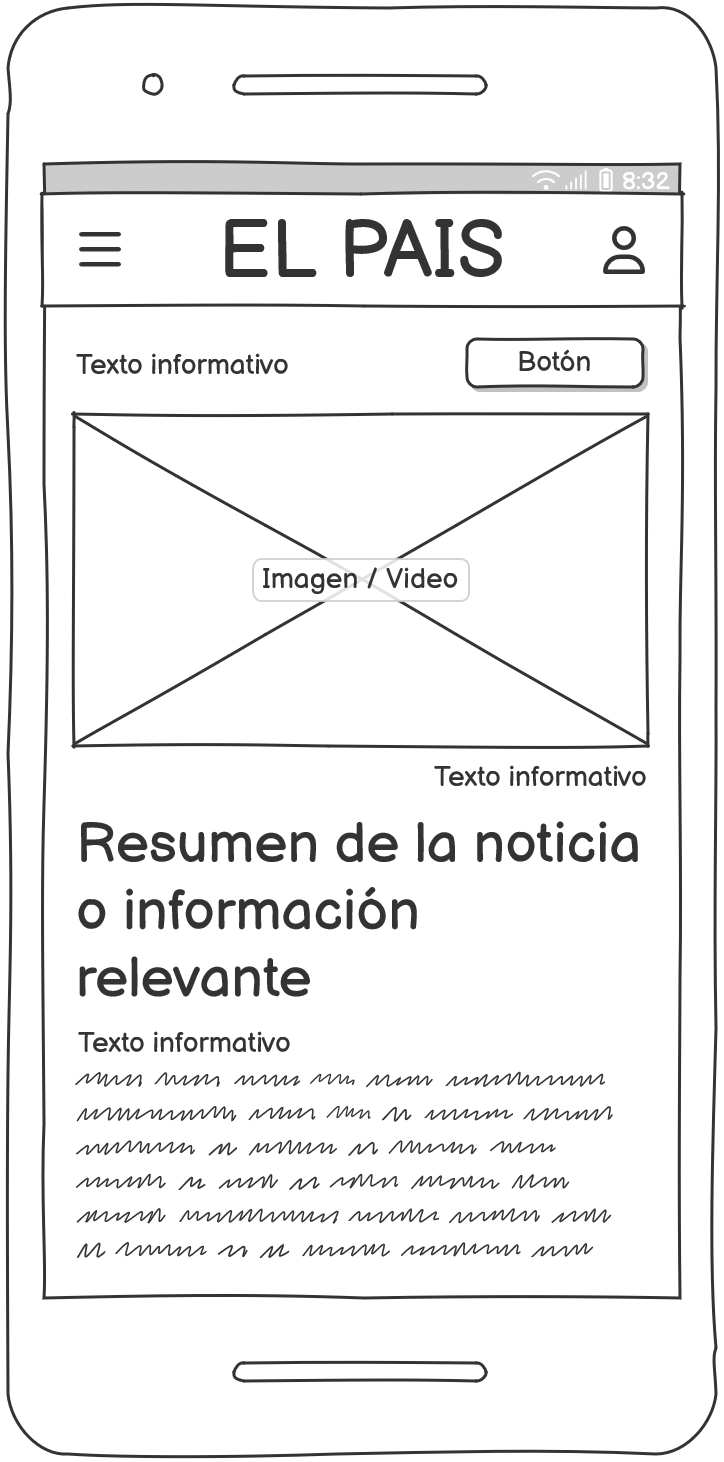 8:32
EL PAIS
Texto informativo
Botón
Imagen / Video
Texto informativo
Resumen de la noticia
o información
relevante
Texto informativo